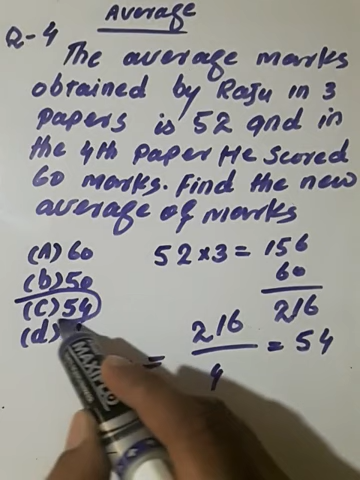 Average
Q-4
The average marks
obtained by Raju in 3
papers is 52 and in
the 4th paper He scored
60 marks. Find the new
average of marks
(A) 60
(b) 50
(C) 54
(d)
52×3 = 156
60
216
= 216/4 = 54
MAXIFLO